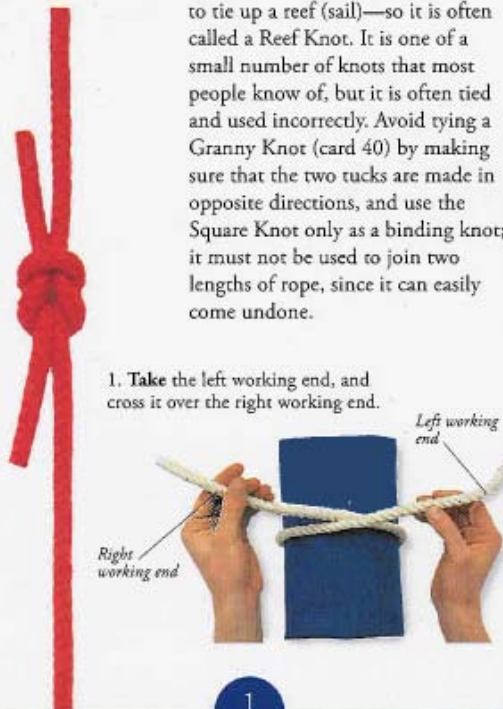 to tie up a reef (sail)—so it is often
called a Reef Knot. It is one of a
small number of knots that most
people know of, but it is often tied
and used incorrectly. Avoid tying a
Granny Knot (card 40) by making
sure that the two tucks are made in
opposite directions, and use the
Square Knot only as a binding knot;
it must not be used to join two
lengths of rope, since it can easily
come undone.
1. Take the left working end, and
cross it over the right working end.
Left working
end
Right
working end
1